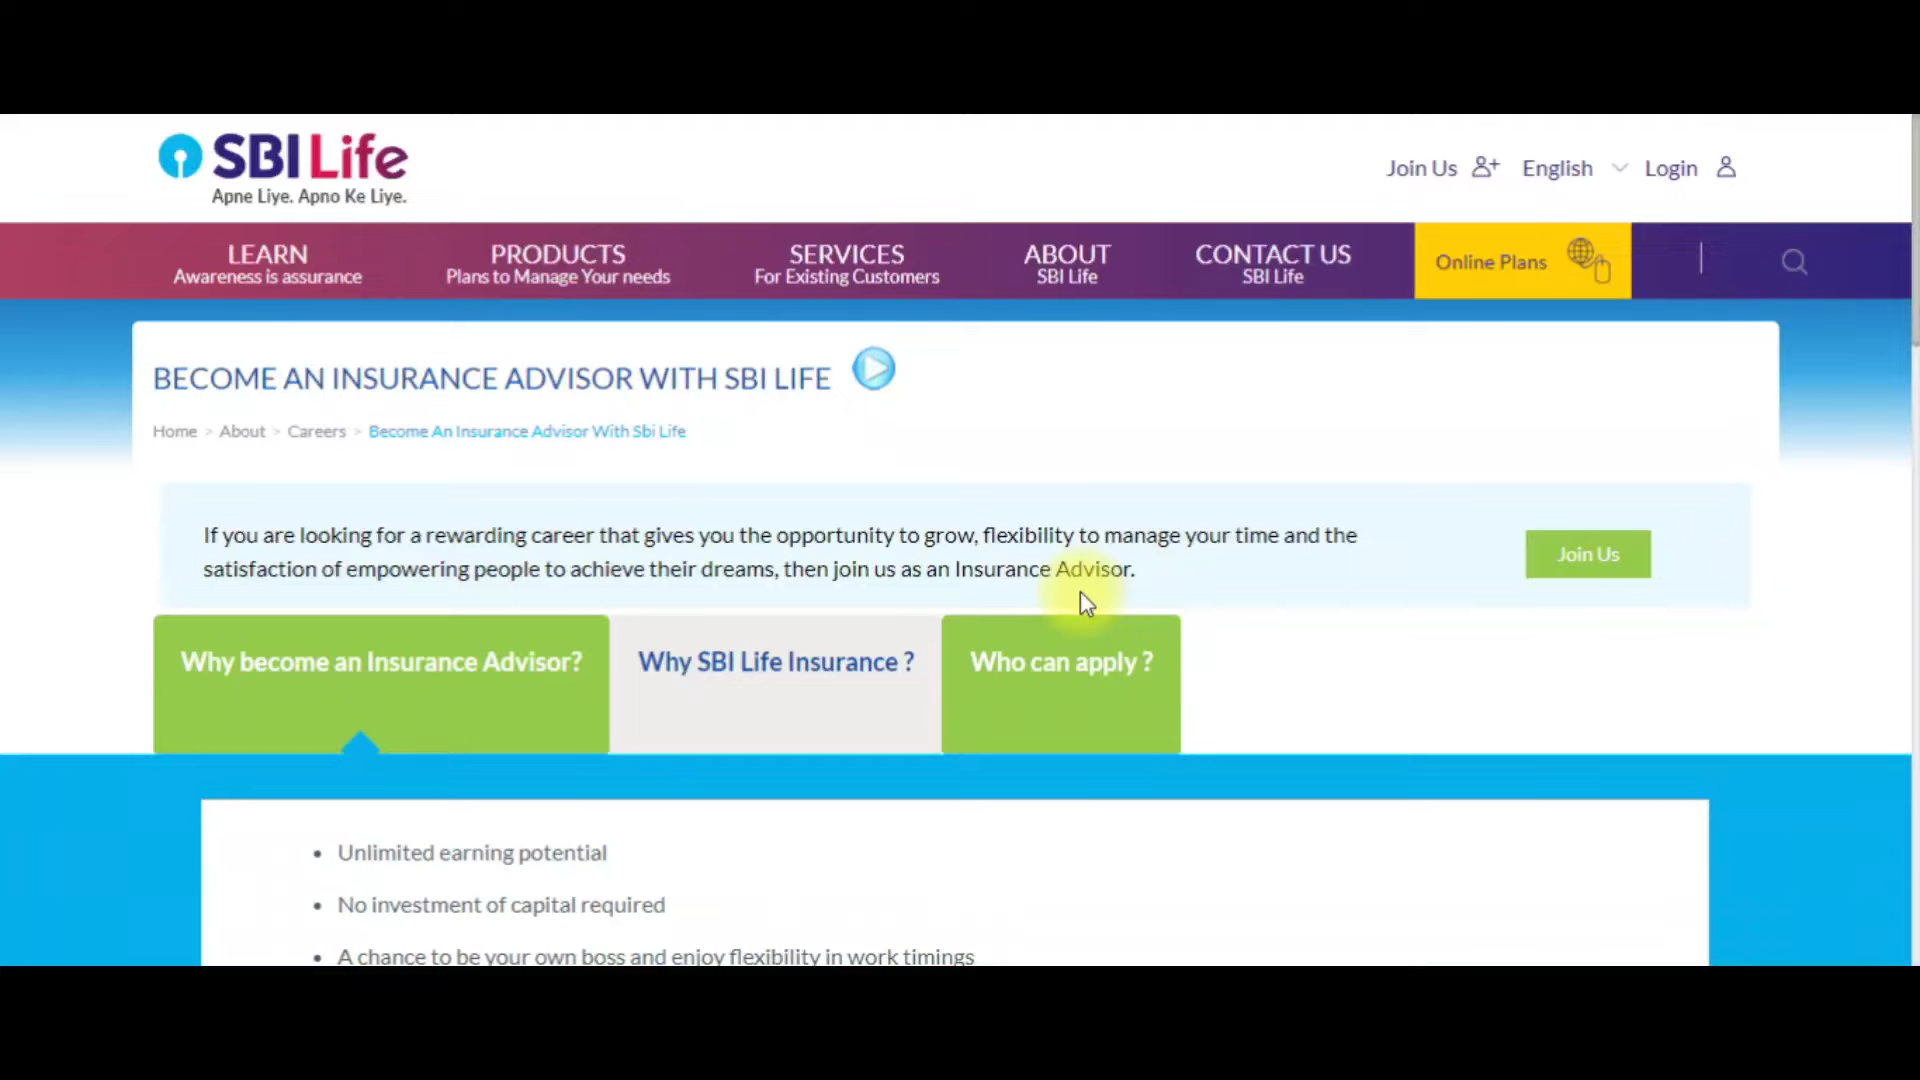 SBI Life
Apne Liye. Apno Ke Liye.
Join Us English Login
LEARN
Awareness is assurance
PRODUCTS
Plans to Manage Your needs
SERVICES
For Existing Customers
ABOUT
SBI Life
CONTACT US
SBI Life
Online Plans
BECOME AN INSURANCE ADVISOR WITH SBI LIFE
Home > About > Careers > Become An Insurance Advisor With Sbi Life
If you are looking for a rewarding career that gives you the opportunity to grow, flexibility to manage your time and the
satisfaction of empowering people to achieve their dreams, then join us as an Insurance Advisor.
Join Us
Why become an Insurance Advisor?
Why SBI Life Insurance ?
Who can apply ?
• Unlimited earning potential
• No investment of capital required
• A chance to be your own boss and enjoy flexibility in work timings